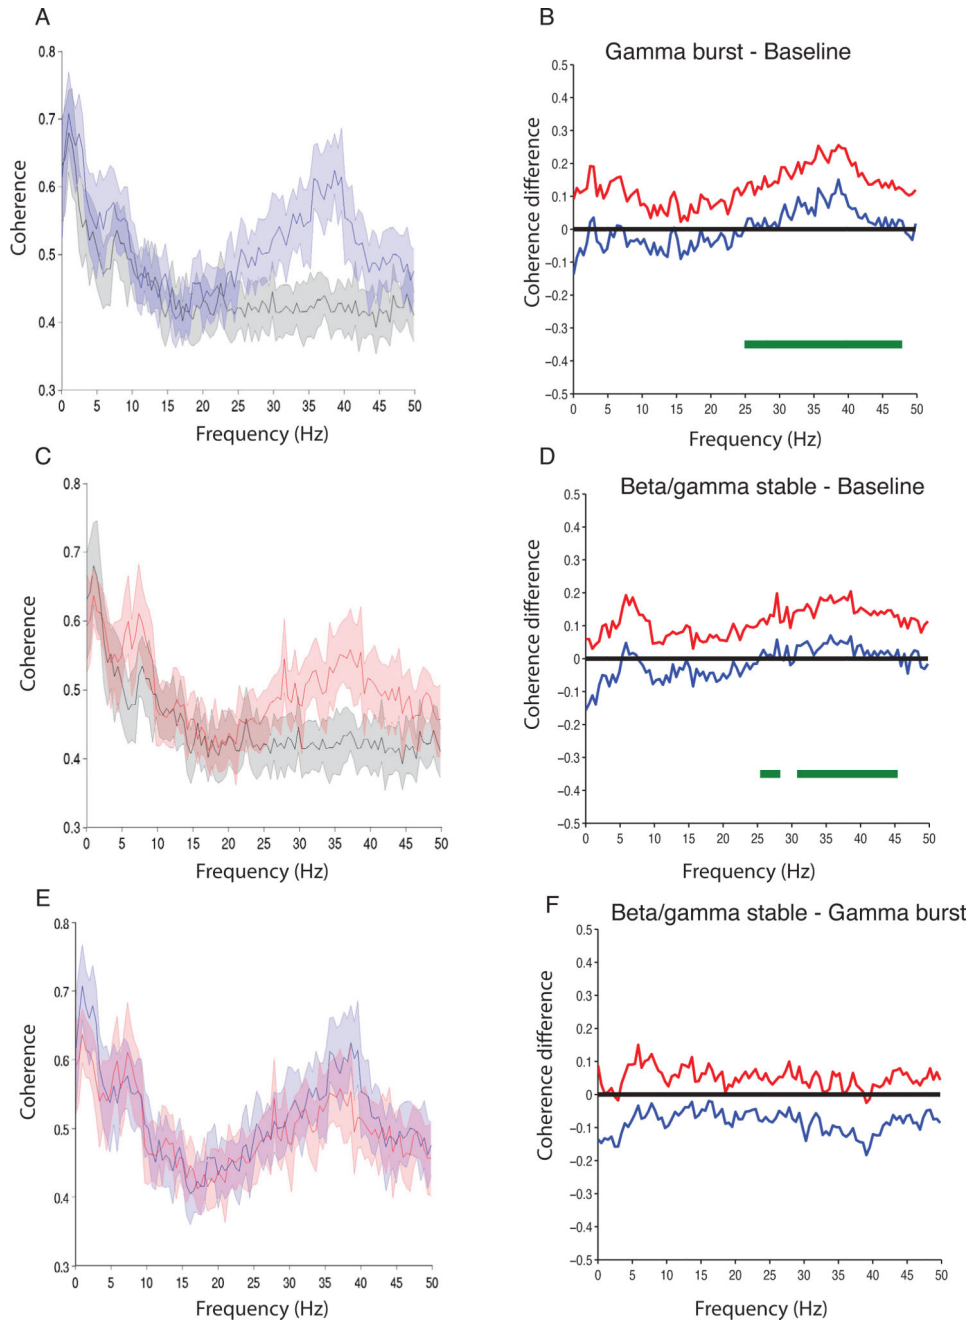 A
0.8
0.7
0.6
0.5
0.4
0.3
Coherence
0 5 10 15 20 25 30 35 40 45 50
Frequency (Hz)
B
Gamma burst - Baseline
0.5
0.4
0.3
0.2
0.1
0
−0.1
−0.2
−0.3
−0.4
−0.5
Coherence difference
0 5 10 15 20 25 30 35 40 45 50
Frequency (Hz)
C
0.8
0.7
0.6
0.5
0.4
0.3
Coherence
0 5 10 15 20 25 30 35 40 45 50
Frequency (Hz)
D
Beta/gamma stable - Baseline
0.5
0.4
0.3
0.2
0.1
0
−0.1
−0.2
−0.3
−0.4
−0.5
Coherence difference
0 5 10 15 20 25 30 35 40 45 50
Frequency (Hz)
E
0.8
0.7
0.6
0.5
0.4
0.3
Coherence
0 5 10 15 20 25 30 35 40 45 50
Frequency (Hz)
F
Beta/gamma stable - Gamma burst
0.5
0.4
0.3
0.2
0.1
0
−0.1
−0.2
−0.3
−0.4
−0.5
Coherence difference
0 5 10 15 20 25 30 35 40 45 50
Frequency (Hz)